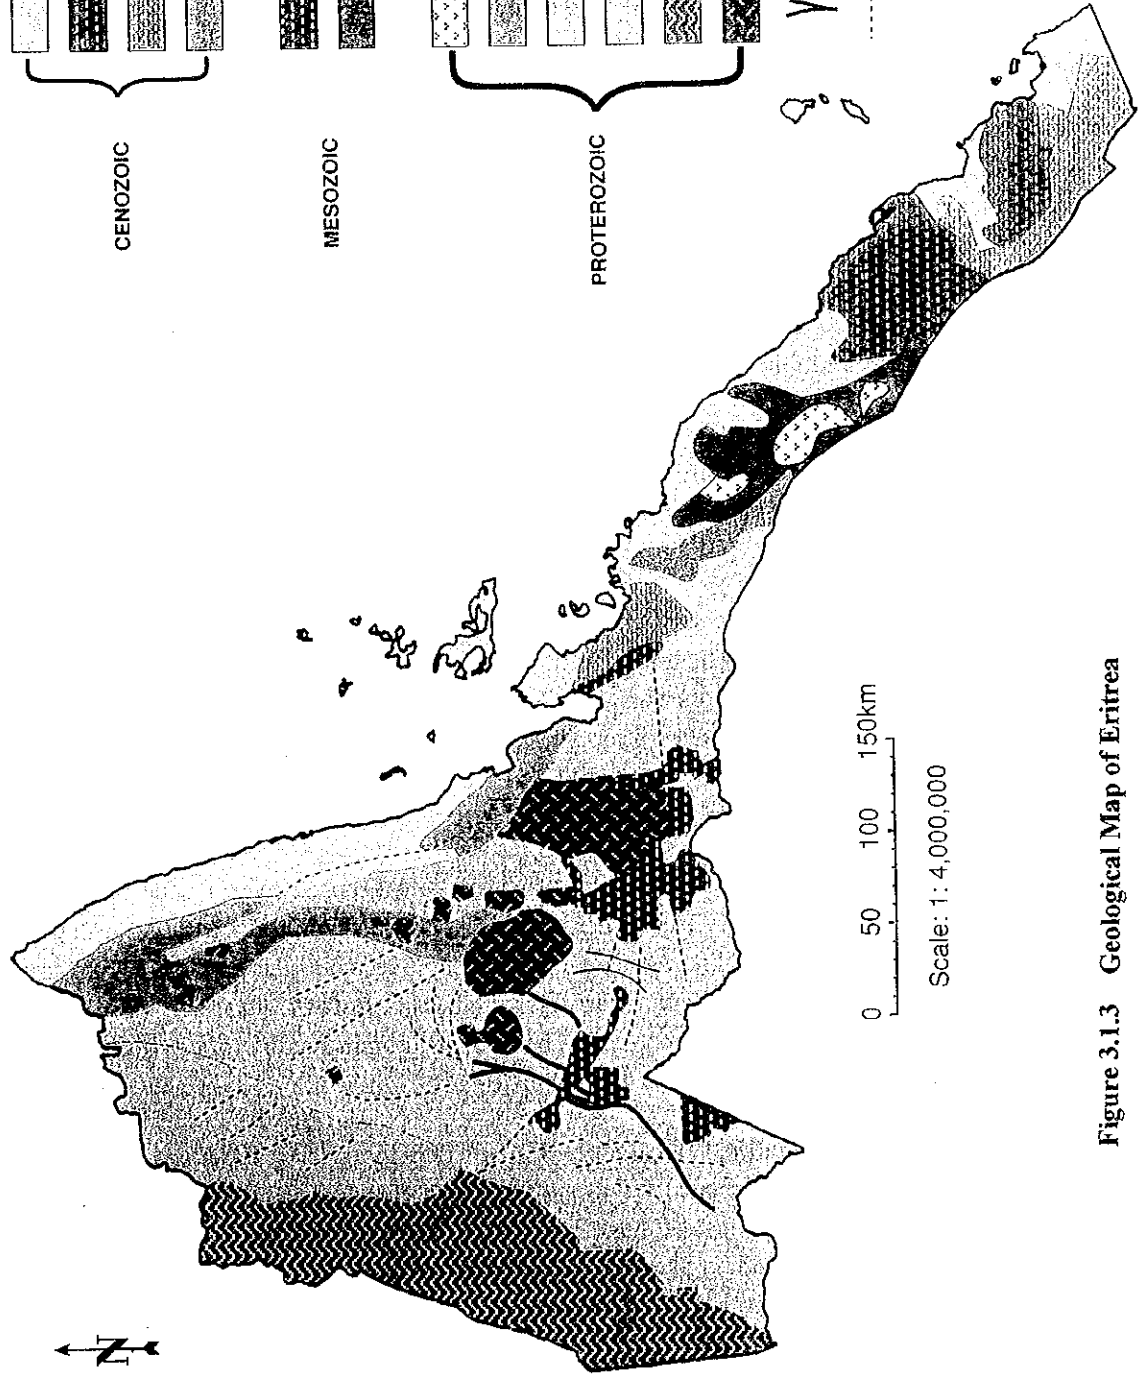 CENOZOIC
MESOZOIC
PROTEROZOIC
N
0 50 100 150km
Scale: 1: 4,000,000
Figure 3.1.3 Geological Map of Eritrea